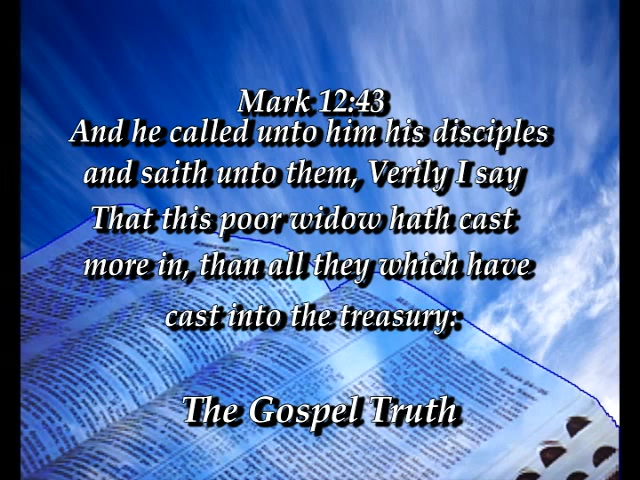 Mark 12:43
And he called unto him his disciples
and saith unto them, Verily I say
That this poor widow hath cast
more in, than all they which have
cast into the treasury:
The Gospel Truth